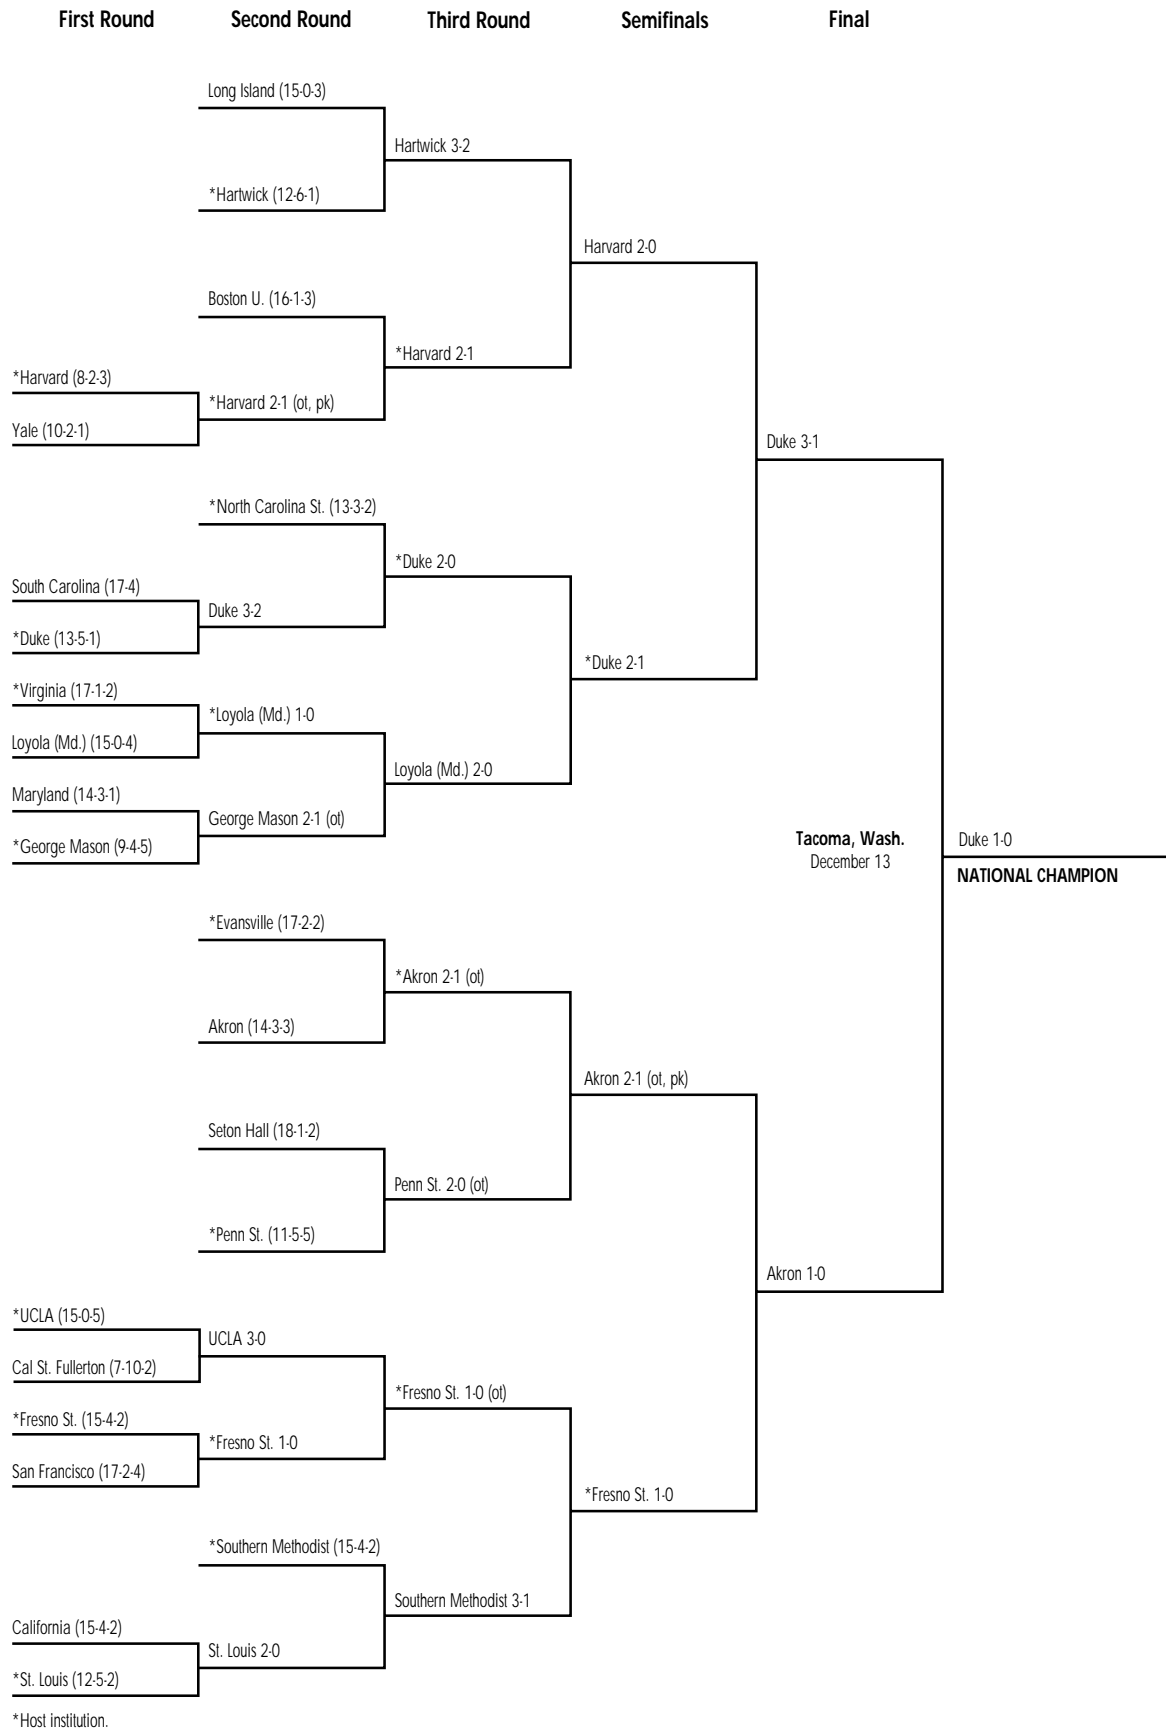 First Round Second Round Third Round Semifinals Final
Long Island (15-0-3)
Hartwick 3-2
*Hartwick (12-6-1)
Harvard 2-0
Boston U. (16-1-3)
*Harvard 2-1
*Harvard (8-2-3)
*Harvard 2-1 (ot, pk)
Yale (10-2-1)
Duke 3-1
*North Carolina St. (13-3-2)
*Duke 2-0
South Carolina (17-4)
Duke 3-2
*Duke (13-5-1)
*Duke 2-1
*Virginia (17-1-2)
*Loyola (Md.) 1-0
Loyola (Md.) (15-0-4)
Loyola (Md.) 2-0
Maryland (14-3-1)
George Mason 2-1 (ot)
*George Mason (9-4-5)
Tacoma, Wash.
December 13
Duke 1-0
NATIONAL CHAMPION
*Evansville (17-2-2)
*Akron 2-1 (ot)
Akron (14-3-3)
Akron 2-1 (ot, pk)
Seton Hall (18-1-2)
Penn St. 2-0 (ot)
*Penn St. (11-5-5)
Akron 1-0
*UCLA (15-0-5)
UCLA 3-0
Cal St. Fullerton (7-10-2)
*Fresno St. 1-0 (ot)
*Fresno St. (15-4-2)
*Fresno St. 1-0
San Francisco (17-2-4)
*Fresno St. 1-0
*Southern Methodist (15-4-2)
Southern Methodist 3-1
California (15-4-2)
St. Louis 2-0
*St. Louis (12-5-2)
*Host institution.